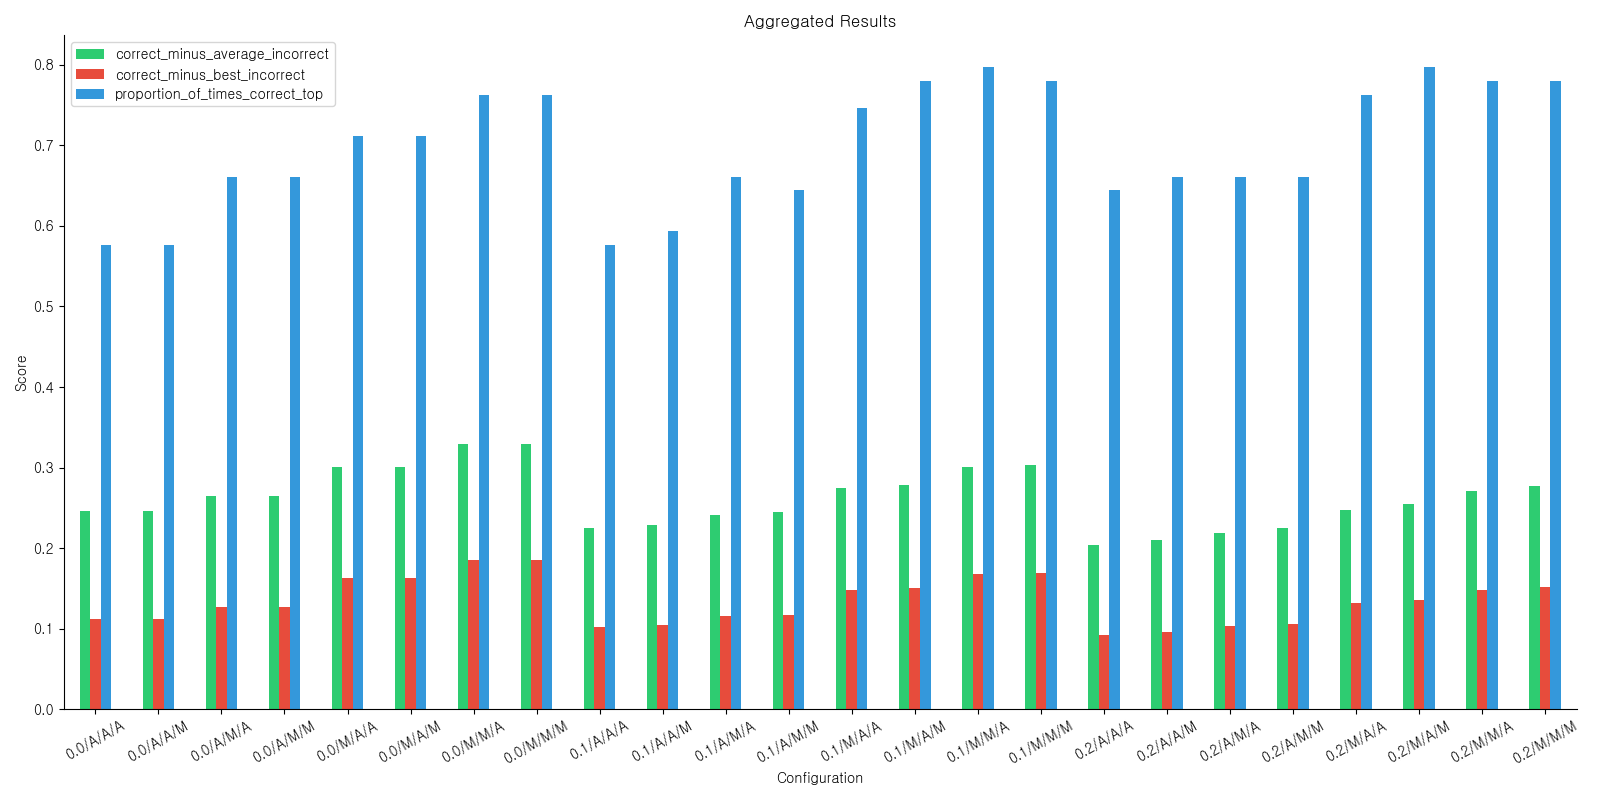 Aggregated Results
correct_minus_average_incorrect
correct_minus_best_incorrect
proportion_of_times_correct_top
Score
0.8
0.7
0.6
0.5
0.4
0.3
0.2
0.1
0.0
0.0/A/A/A
0.0/A/A/M
0.0/A/M/A
0.0/A/M/M
0.0/M/A/A
0.0/M/A/M
0.0/M/M/A
0.0/M/M/M
0.1/A/A/A
0.1/A/A/M
0.1/A/M/A
0.1/A/M/M
0.1/M/A/A
0.1/M/A/M
0.1/M/M/A
0.1/M/M/M
0.2/A/A/A
0.2/A/A/M
0.2/A/M/A
0.2/A/M/M
0.2/M/A/A
0.2/M/A/M
0.2/M/M/A
0.2/M/M/M
Configuration